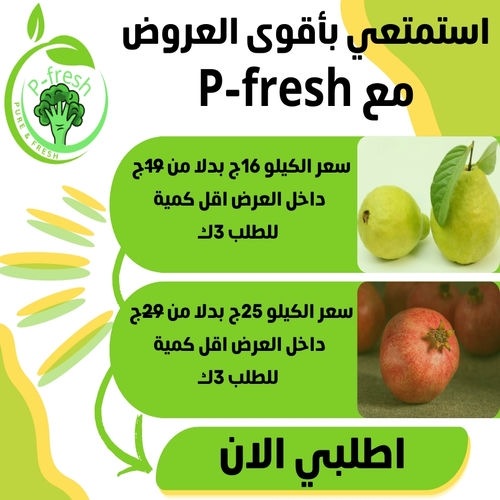 استمتعي بأقوى العروض
مع P-fresh
P-fresh
PURE & FRESH
سعر الكيلو 16ج بدلا من 19ج
داخل العرض اقل كمية
للطلب 3ك
سعر الكيلو 25ج بدلا من 29ج
داخل العرض اقل كمية
للطلب 3ك
اطلبي الان